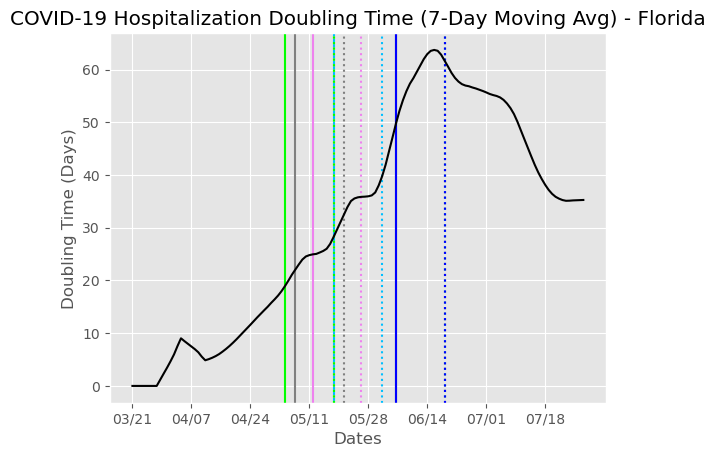 COVID-19 Hospitalization Doubling Time (7-Day Moving Avg) - Florida
Doubling Time (Days)
60
50
40
30
20
10
0
03/21 04/07 04/24 05/11 05/28 06/14 07/01 07/18
Dates